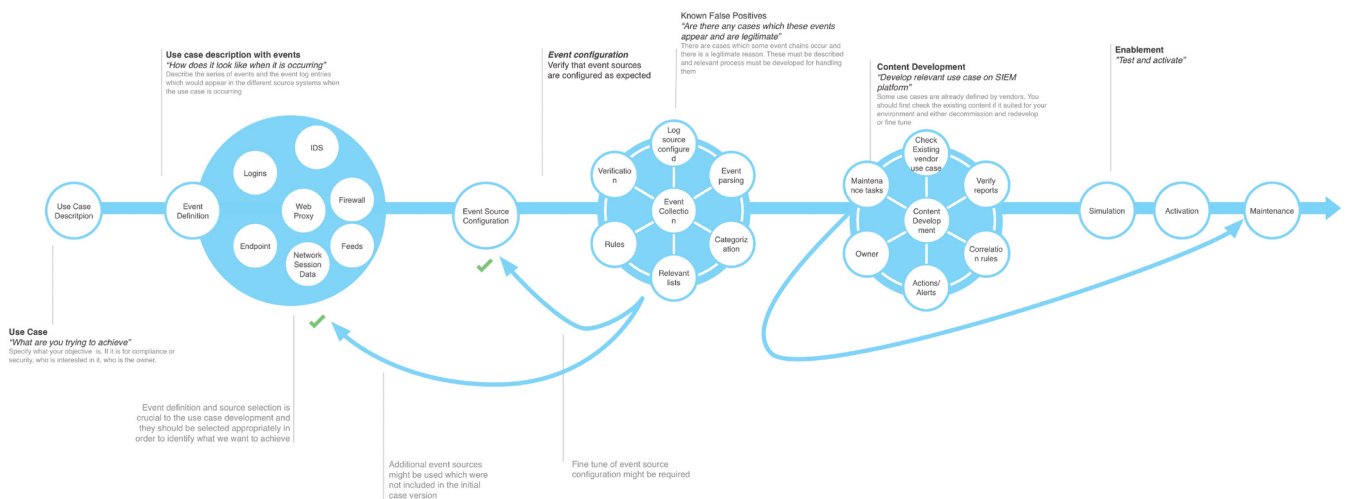 Known False Positives
"Are there any cases which these events
appear and are legitimate"
There are cases which some event chains occur and
there is a legitimate reason. These must be described
and relevant process must be developed for handling
them
Use case description with events
"How does it look like when it is occurring"
Describe the series of events and the event log entries
which would appear in the different source systems when
the use case is occurring
Event configuration
Verify that event sources
are configured as expected
Content Development
"Develop relevant use case on SIEM
platform"
Some use cases are already defined by vendors. You
should first check the existing content if it suited for your
environment and either decommission and redevelop
or fine tune
Enablement
"Test and activate"
Use Case
Descritpion
Event
Definition
IDS
Logins
Web
Proxy
Firewall
Endpoint
Network
Session
Data
Feeds
Event Source
Configuration
Log
source
configure
d
Verificatio
n
Event
parsing
Event
Collectio
n
Rules
Categoriz
ation
Relevant
lists
Check
Existing
vendor
use case
Maintena
nce tasks
Verify
reports
Content
Develop
ment
Owner
Correlatio
n rules
Actions/
Alerts
Simulation
Activation
Maintenance
Use Case
"What are you trying to achieve"
Specify what your objective  is. If it is for compliance or
security, who is interested in it, who is the owner.
Event definition and source selection is
crucial to the use case development and
they should be selected appropriately in
order to identify what we want to achieve
Additional event sources
might be used which were
not included in the initial
case version
Fine tune of event source
configuration might be required